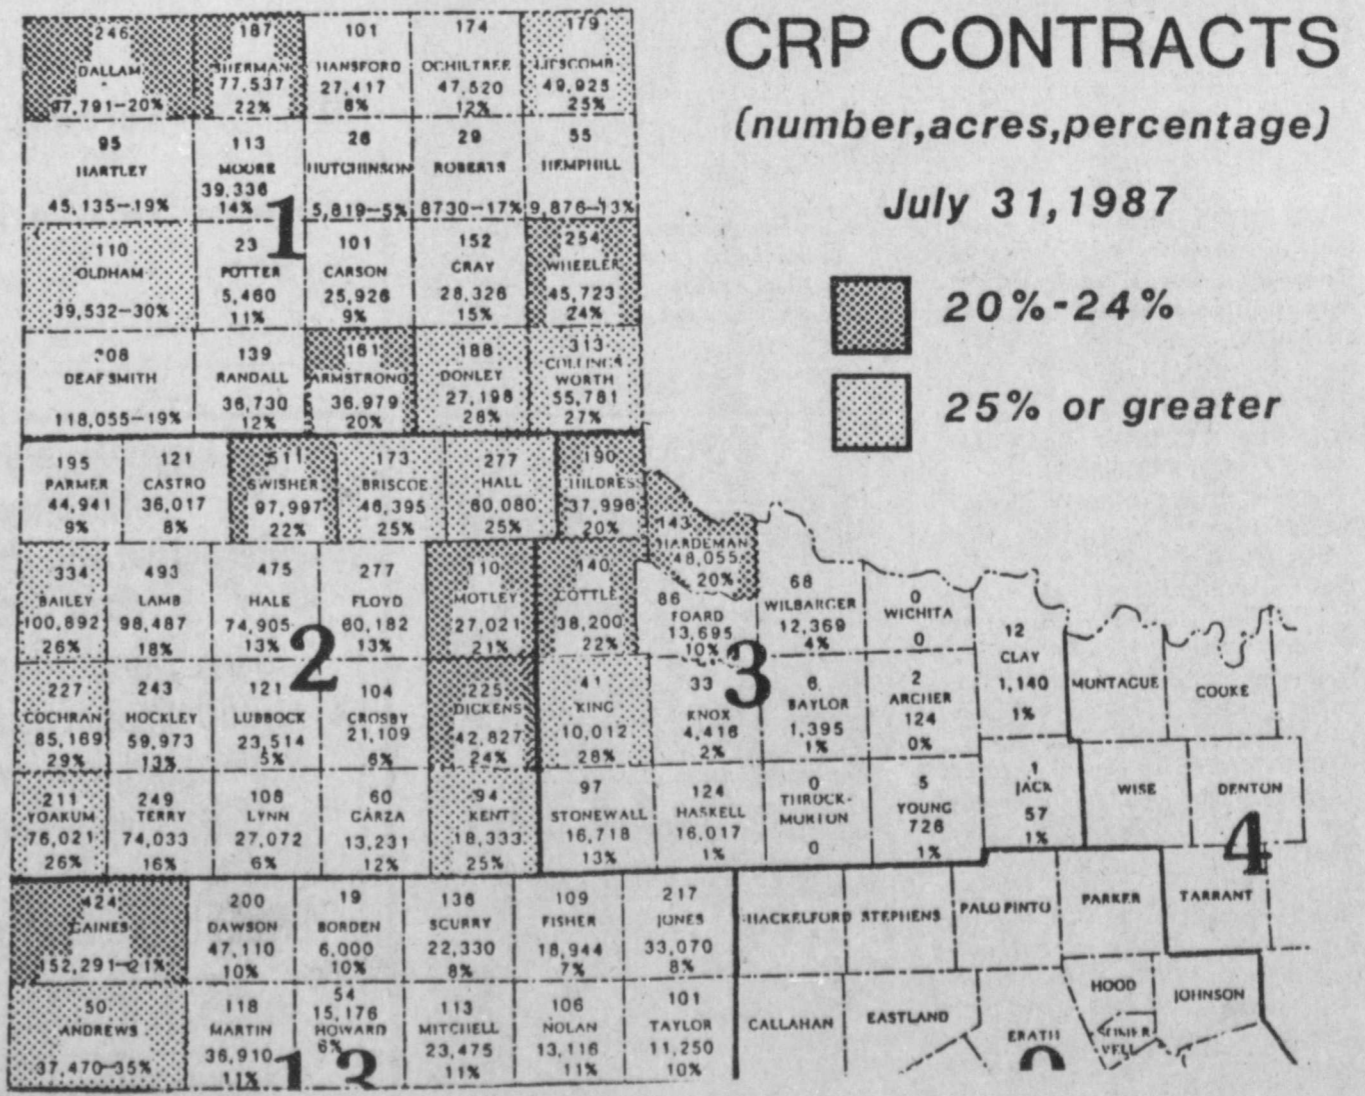 CRP CONTRACTS
(number,acres,percentage)
July 31,1987
20%-24%
25% or greater
246
DALLAM
97,791-20%
187
SHERMAN
77,537
22%
101
HANSFORD
27,417
8%
174
OCHILTREE
47,520
12%
179
LIPSCOMB
49,925
25%
95
HARTLEY
45,135-19%
113
MOORE
39,336
14%
26
HUTCHINSON
5,819-5%
29
ROBERTS
8730-17%
55
HEMPHILL
9,876-13%
1
110
OLDHAM
39,532-30%
23
POTTER
5,460
11%
101
CARSON
25,926
9%
152
GRAY
28,326
15%
254
WHEELER
45,723
24%
308
DEAF SMITH
118,055-19%
139
RANDALL
36,730
12%
161
ARMSTRONG
36.979
20%
188
DONLEY
27,198
28%
313
COLLINGS
WORTH
55,781
27%
195
PARMER
44,941
9%
121
CASTRO
36,017
8%
511
SWISHER
97,997
22%
173
BRISCOE
46,395
25%
277
HALL
60,080
25%
190
HILDRES
37,996
20%
143
HARDEMAN
48,055
20%
334
BAILEY
100,892
26%
493
LAMB
98,487
18%
475
HALE
74,905
13%
277
FLOYD
60,182
13%
110
MOTLEY
27,021
21%
140
COTTLE
38,200
22%
86
FOARD
13,695
10%
68
WILBARGER
12,369
4%
0
WICHITA
0
12
CLAY
1,140
1%
MUNTAGUE
COOKE
2
3
227
COCHRAN
85,169
29%
243
HOCKLEY
59,973
13%
121
LUBBOCK
23,514
5%
104
CROSBY
21,109
6%
225
DICKENS
42,827
24%
41
KING
10,012
28%
33
KNOX
4,416
2%
6
BAYLOR
1,395
1%
2
ARCHER
124
0%
211
YOAKUM
76,021
26%
249
TERRY
74,033
16%
108
LYNN
27,072
6%
60
GARZA
13,231
12%
94
KENT
18,333
25%
97
STONEWALL
16,718
13%
124
HASKELL
16,017
1%
0
THROCK-
MORTON
0
5
YOUNG
726
1%
1
JACK
57
1%
WISE
DENTON
4
424
GAINES
152,291-21%
200
DAWSON
47,110
10%
19
BORDEN
6,000
10%
136
SCURRY
22,330
8%
109
FISHER
18,944
7%
217
JONES
33,070
8%
HACKELFORD
STEPHENS
PALO PINTO
PARKER
TARRANT
50
ANDREWS
37,470-35%
118
MARTIN
36,910
11%
54
15,176
HOWARD
6%
113
MITCHELL
23,475
11%
106
NOLAN
13,116
11%
101
TAYLOR
11,250
10%
CALLAHAN
EASTLAND
ERATH
HOOD
JOHNSON